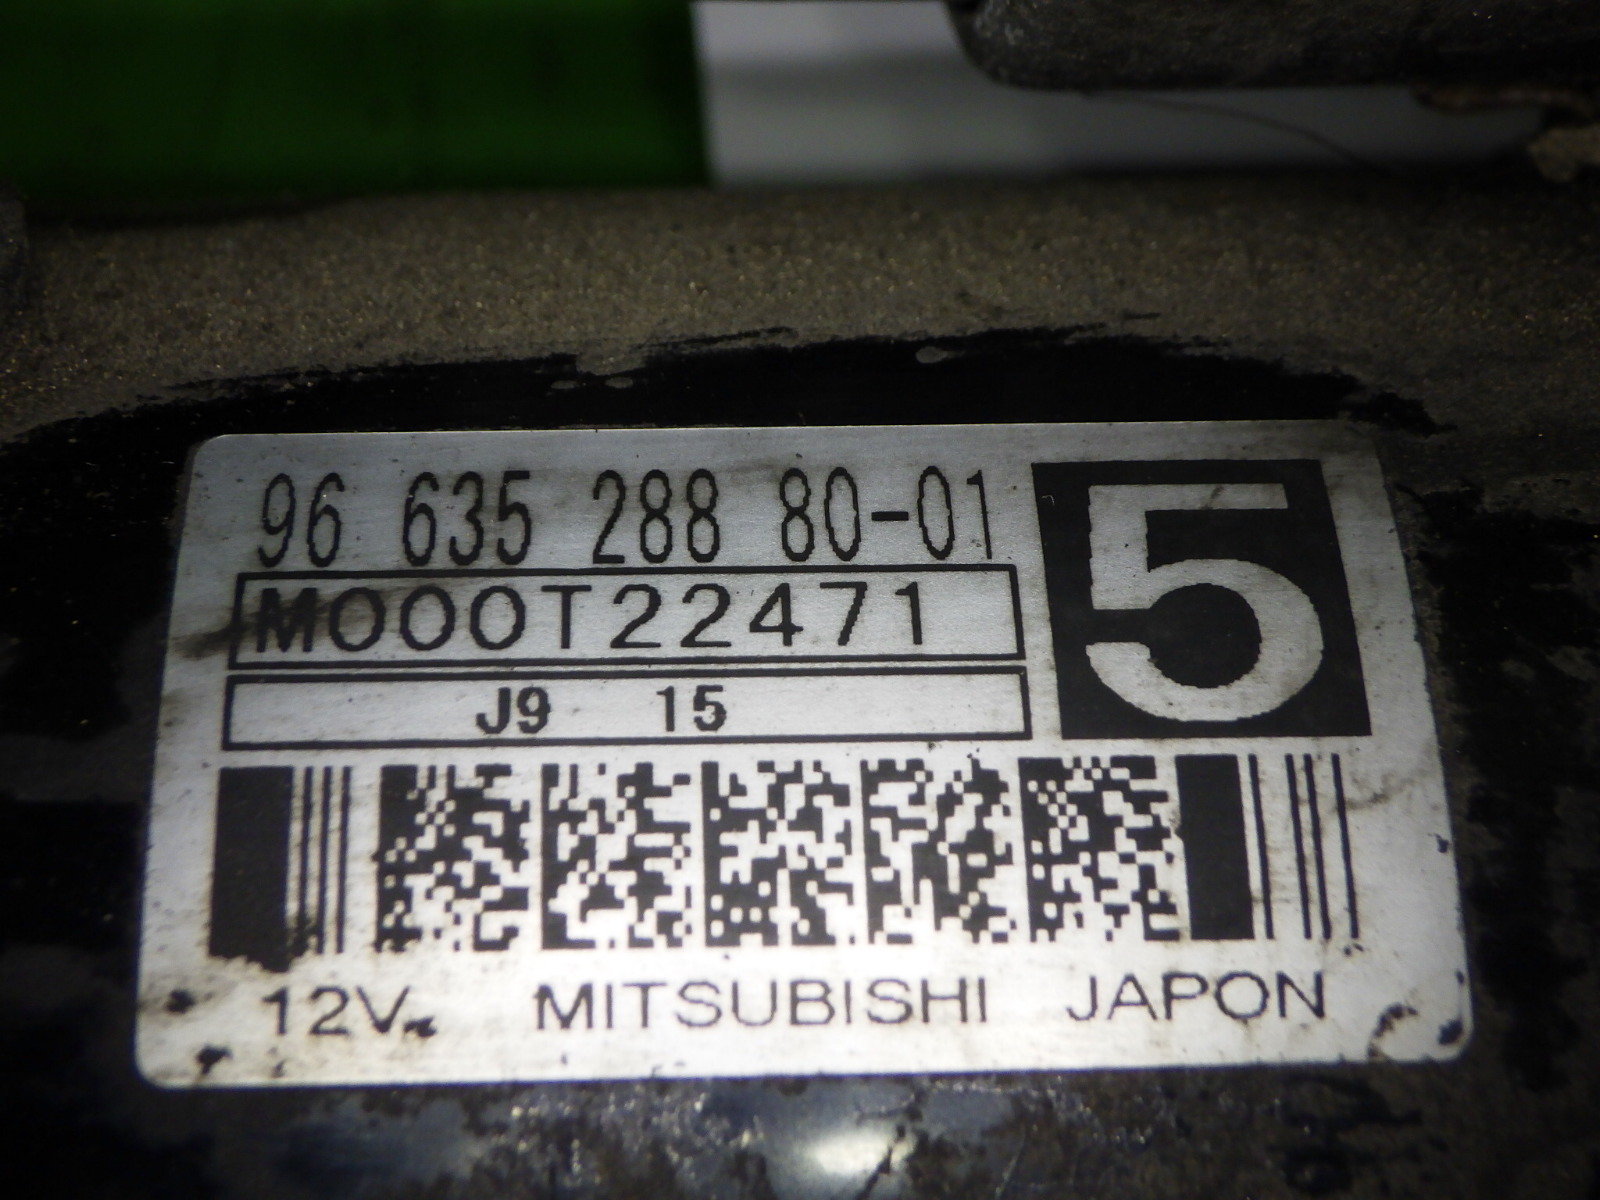 96 635 288 80-01
5
M000T22471
J9 15
12V MITSUBISHI JAPON